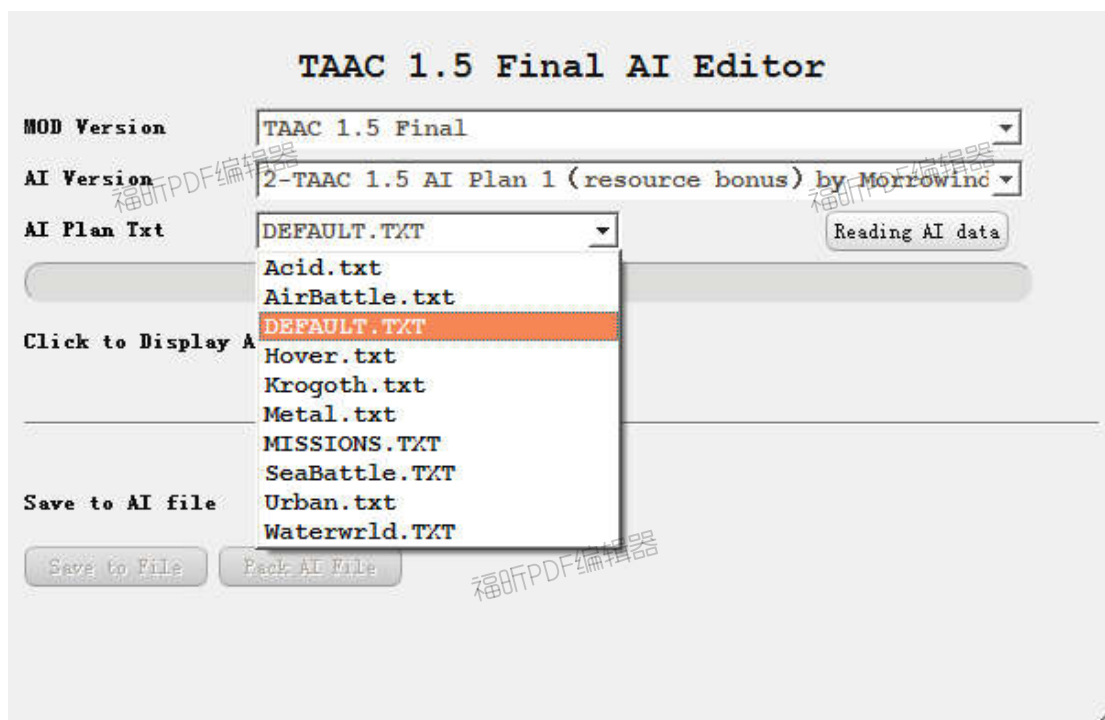 TAAC 1.5 Final AI Editor
MOD Version
TAAC 1.5 Final
AI Version
2-TAAC 1.5 AI Plan 1 (resource bonus) by Morrowind
AI Plan Txt
DEFAULT.TXT
Reading AI data
Acid.txt
AirBattle.txt
DEFAULT.TXT
Hover.txt
Krogoth.txt
Metal.txt
MISSIONS.TXT
SeaBattle.TXT
Urban.txt
Waterwrld.TXT
Click to Display A
Save to AI file
Save to File
Pack AI File
福昕PDF编辑器
福昕PDF编辑器
福昕PDF编辑器